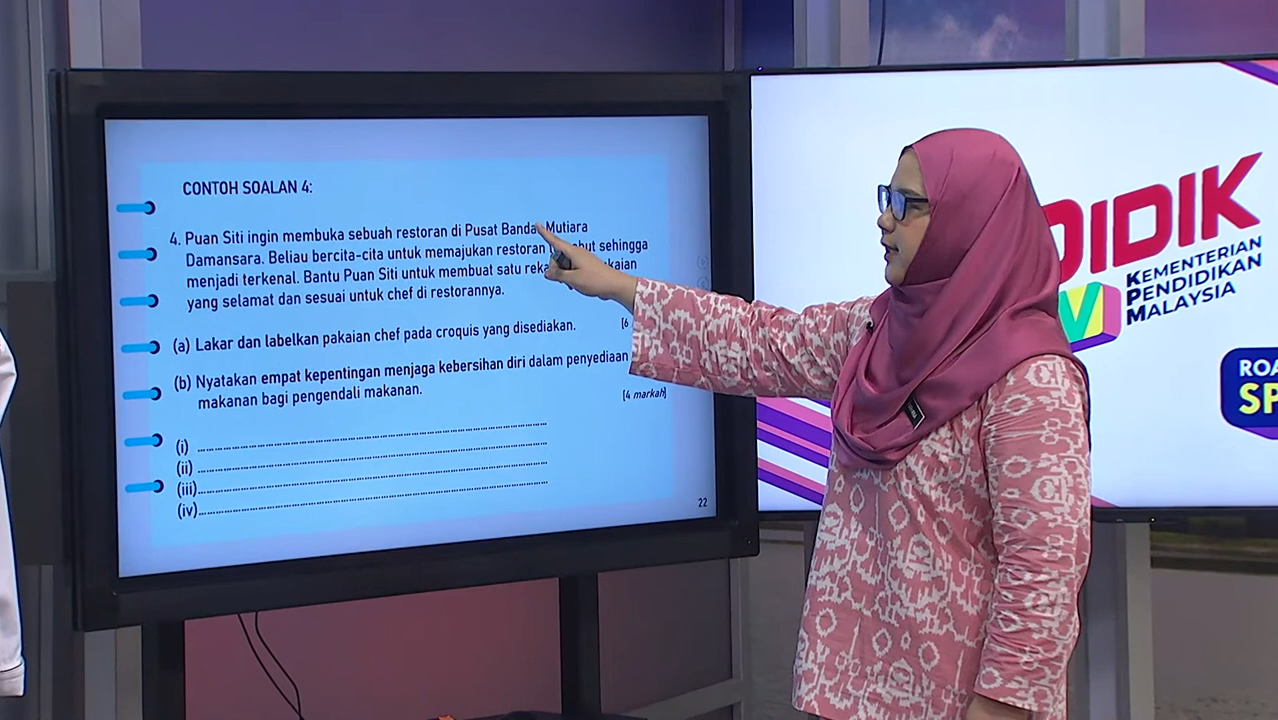 CONTOH SOALAN 4:
4. Puan Siti ingin membuka sebuah restoran di Pusat Bandar Mutiara
Damansara. Beliau bercita-cita untuk memajukan restoran sehingga
menjadi terkenal. Bantu Puan Siti untuk membuat satu
yang selamat dan sesuai untuk chef di restorannya.
(a) Lakar dan labelkan pakaian chef pada croquis yang disediakan.
[6
(b) Nyatakan empat kepentingan menjaga kebersihan diri dalam penyediaan
makanan bagi pengendali makanan.
[4 markah]
(i) ........................
(ii) ........................
(iii)........................
(iv)........................
22
DIDIK
V
KEMENTERIAN
PENDIDIKAN
MALAYSIA
ROA
SP